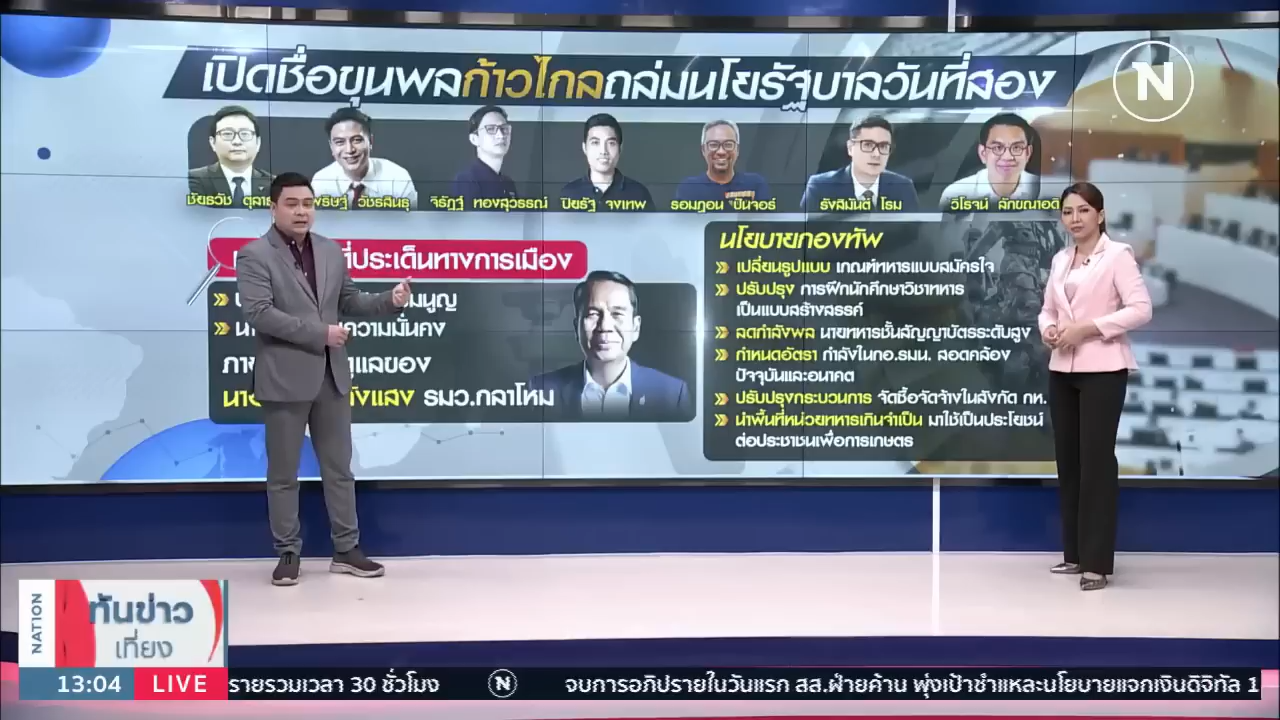 เปิดชื่อขุนพลก้าวไกลถล่มนโยรัฐบาลวันที่สอง
N
ชัยธวัช ตุลา
พริษฐ์ วัชรสินธุ
จิรัฏฐ์ ทองสุวรรณ์
ปิยรัฐ จงเทพ
รอมฎอน ปันจอร์
รังสิมันต์ โรม
วิโรจน์ ลักขณาอดิ
ที่ประเด็นทางการเมือง
ความมั่นคง
รมว.กลาโหม
นโยบายกองทัพ
เปลี่ยนรูปแบบ เกณฑ์ทหารแบบสมัครใจ
ปรับปรุง การฝึกนักศึกษาวิชาทหาร
เป็นแบบสร้างสรรค์
ลดกำลังพล นายทหารชั้นสัญญาบัตรระดับสูง
กำหนดอัตรา กำลังในกอ.รมน. สอดคล้อง
ปัจจุบันและอนาคต
ปรับปรุงกระบวนการ จัดซื้อจัดจ้างในสังกัด กห.
นำพื้นที่หน่วยทหารเกินจำเป็น มาใช้เป็นประโยชน์
ต่อประชาชนเพื่อการเกษตร
NATION
ทันข่าว
เที่ยง
13:04 LIVE
รายรวมเวลา 30 ชั่วโมง N จบการอภิปรายในวันแรก สส.ฝ่ายค้าน พุ่งเป้าชำแหละนโยบายแจกเงินดิจิทัล 1